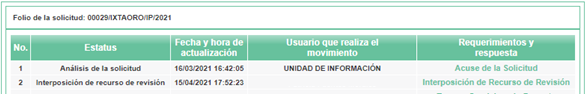 Folio de la solicitud: 00029/IXTAORO/IP/2021
No. Estatus Fecha y hora de actualización Usuario que realiza el movimiento Requerimientos y respuesta
1 Análisis de la solicitud 16/03/2021 16:42:05 UNIDAD DE INFORMACIÓN Acuse de la Solicitud
2 Interposición de recurso de revisión 15/04/2021 17:52:23 Interposición de Recurso de Revisión